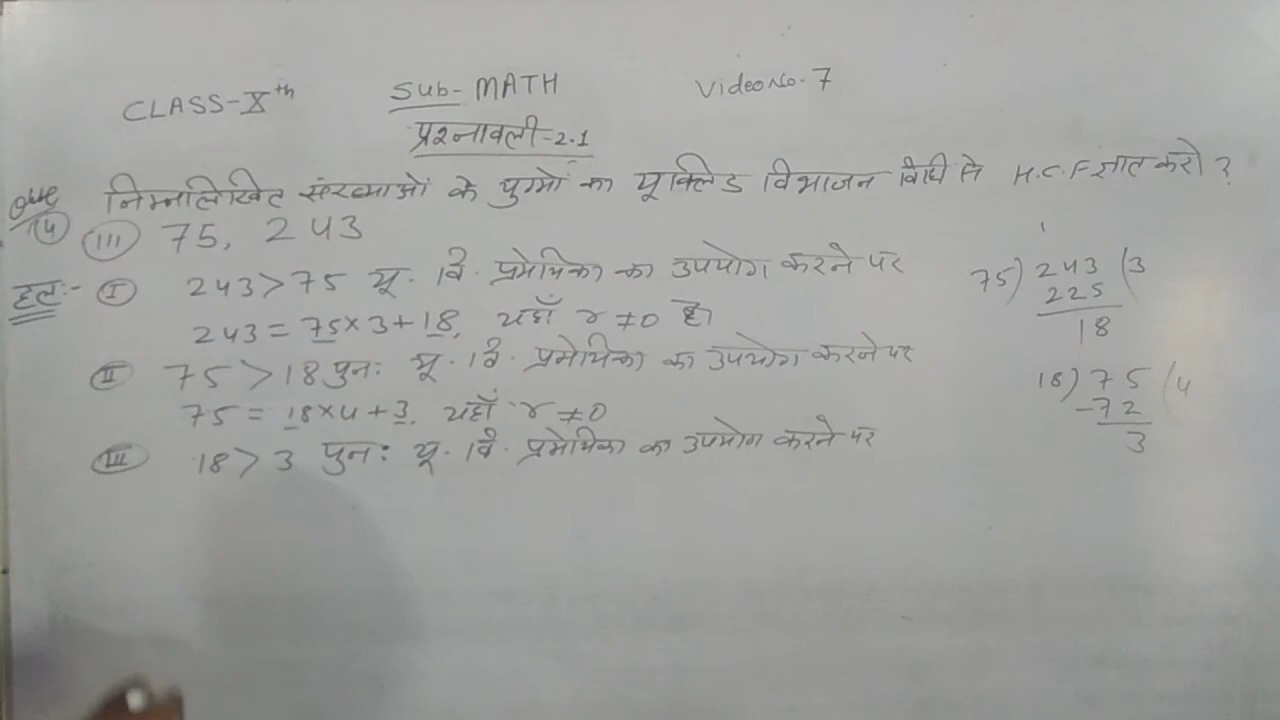 CLASS-Xth Sub- MATH Video No- 7
प्रश्नावली-2.1
Que निम्नलिखित संख्याओं के युग्मों का यूक्लिड विभाजन विधी से H.C.F ज्ञात करो ?
4 (III) 75, 243
हल:- I 243 > 75 यू. वि. प्रमेयिका का उपयोग करने पर
243 = 75 × 3 + 18, यहाँ r ≠ 0 है।
II 75 > 18 पुनः यू. वि. प्रमेयिका का उपयोग करने पर
75 = 18 × 4 + 3, यहाँ r ≠ 0
III 18 > 3 पुनः यू. वि. प्रमेयिका का उपयोग करने पर
75 ) 243 ( 3
225
18
18 ) 75 ( 4
-72
3